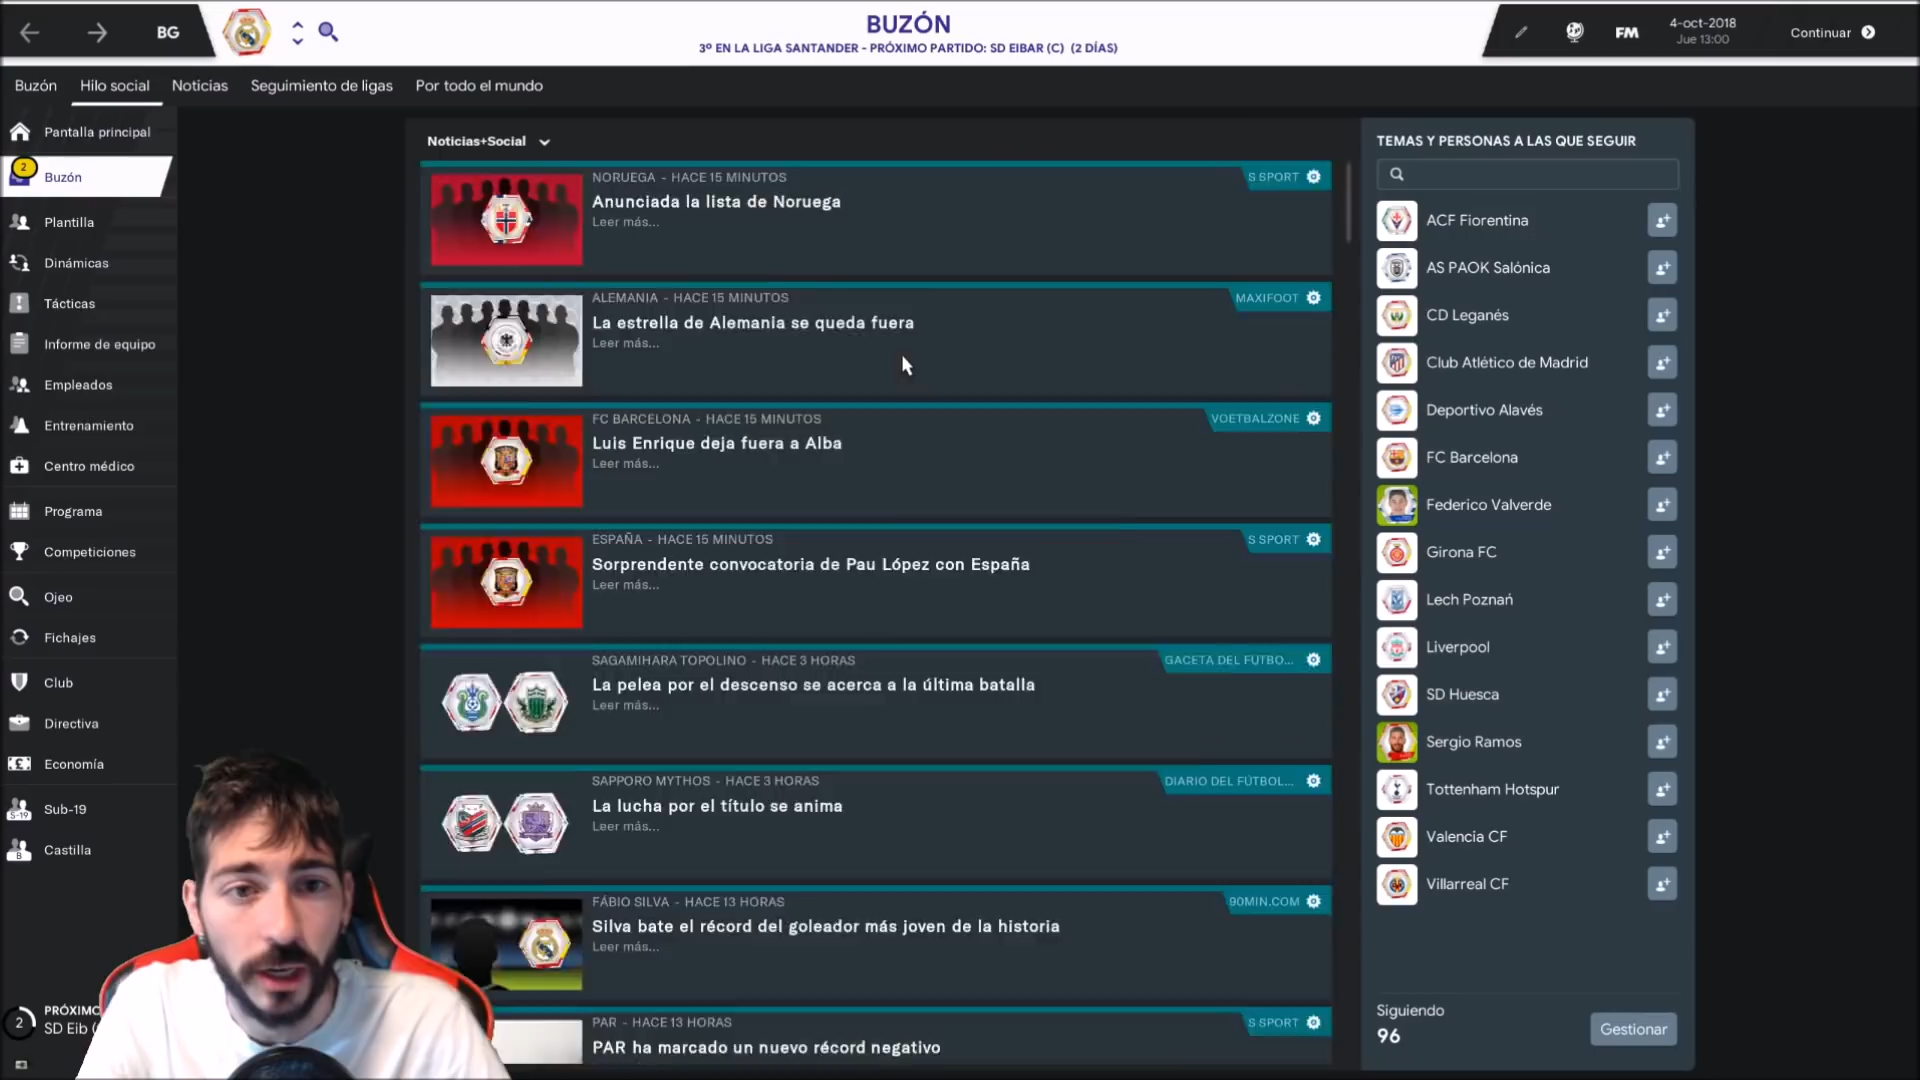 BG
BUZÓN
3º EN LA LIGA SANTANDER - PRÓXIMO PARTIDO: SD EIBAR (C) (2 DÍAS)
FM
4-oct-2018
Jue 13:00
Continuar
Buzón
Hilo social
Noticias
Seguimiento de ligas
Por todo el mundo
Pantalla principal
2
Buzón
Plantilla
Dinámicas
Tácticas
Informe de equipo
Empleados
Entrenamiento
Centro médico
Programa
Competiciones
Ojeo
Fichajes
Club
Directiva
Economía
S-19
Sub-19
B
Castilla
2
PRÓXIMO
SD Eib (
Noticias+Social
NORUEGA - HACE 15 MINUTOS
S SPORT
Anunciada la lista de Noruega
Leer más...
ALEMANIA - HACE 15 MINUTOS
MAXIFOOT
La estrella de Alemania se queda fuera
Leer más...
FC BARCELONA - HACE 15 MINUTOS
VOETBALZONE
Luis Enrique deja fuera a Alba
Leer más...
ESPAÑA - HACE 15 MINUTOS
S SPORT
Sorprendente convocatoria de Pau López con España
Leer más...
SAGAMIHARA TOPOLINO - HACE 3 HORAS
GACETA DEL FÚTBO...
La pelea por el descenso se acerca a la última batalla
Leer más...
SAPPORO MYTHOS - HACE 3 HORAS
DIARIO DEL FÚTBOL...
La lucha por el título se anima
Leer más...
FÁBIO SILVA - HACE 13 HORAS
90MIN.COM
Silva bate el récord del goleador más joven de la historia
Leer más...
PAR - HACE 13 HORAS
S SPORT
PAR ha marcado un nuevo récord negativo
TEMAS Y PERSONAS A LAS QUE SEGUIR
ACF Fiorentina
AS PAOK Salónica
CD Leganés
Club Atlético de Madrid
Deportivo Alavés
FC Barcelona
Federico Valverde
Girona FC
Lech Poznań
Liverpool
SD Huesca
Sergio Ramos
Tottenham Hotspur
Valencia CF
Villarreal CF
Siguiendo
96
Gestionar